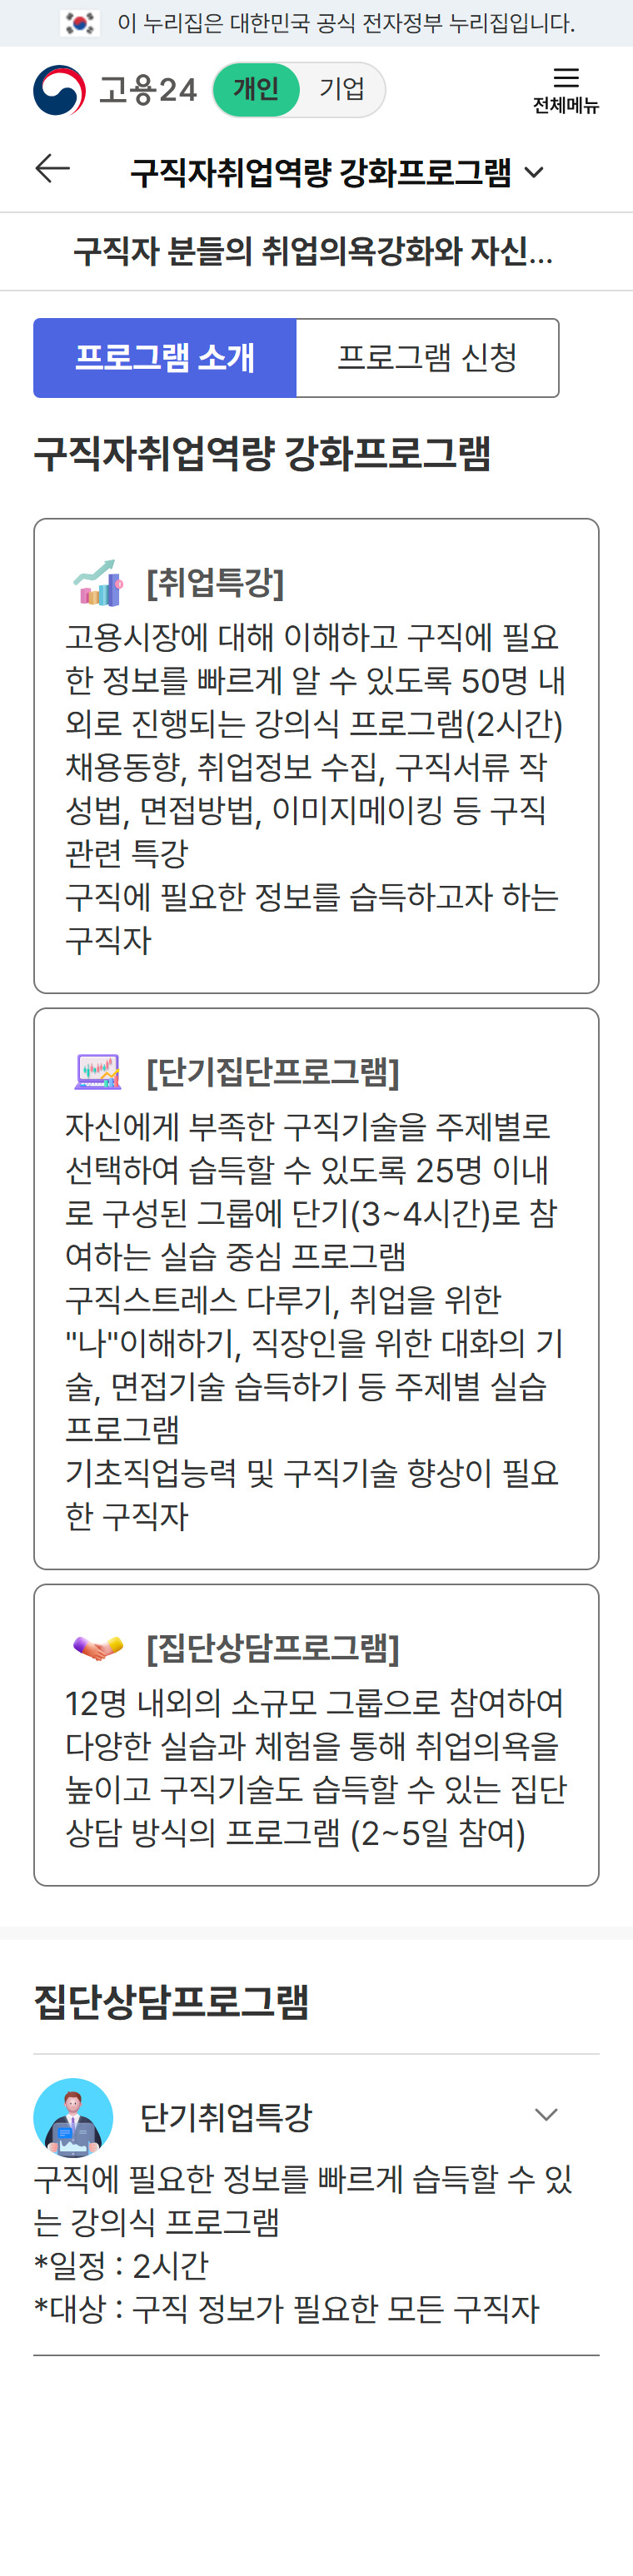 이 누리집은 대한민국 공식 전자정부 누리집입니다.
고용24 개인 기업
전체메뉴
구직자취업역량 강화프로그램
구직자 분들의 취업의욕강화와 자신...
프로그램 소개 프로그램 신청
구직자취업역량 강화프로그램
[취업특강]
고용시장에 대해 이해하고 구직에 필요
한 정보를 빠르게 알 수 있도록 50명 내
외로 진행되는 강의식 프로그램(2시간)
채용동향, 취업정보 수집, 구직서류 작
성법, 면접방법, 이미지메이킹 등 구직
관련 특강
구직에 필요한 정보를 습득하고자 하는
구직자
[단기집단프로그램]
자신에게 부족한 구직기술을 주제별로
선택하여 습득할 수 있도록 25명 이내
로 구성된 그룹에 단기(3~4시간)로 참
여하는 실습 중심 프로그램
구직스트레스 다루기, 취업을 위한
"나"이해하기, 직장인을 위한 대화의 기
술, 면접기술 습득하기 등 주제별 실습
프로그램
기초직업능력 및 구직기술 향상이 필요
한 구직자
[집단상담프로그램]
12명 내외의 소규모 그룹으로 참여하여
다양한 실습과 체험을 통해 취업의욕을
높이고 구직기술도 습득할 수 있는 집단
상담 방식의 프로그램 (2~5일 참여)
집단상담프로그램
단기취업특강
구직에 필요한 정보를 빠르게 습득할 수 있
는 강의식 프로그램
*일정 : 2시간
*대상 : 구직 정보가 필요한 모든 구직자